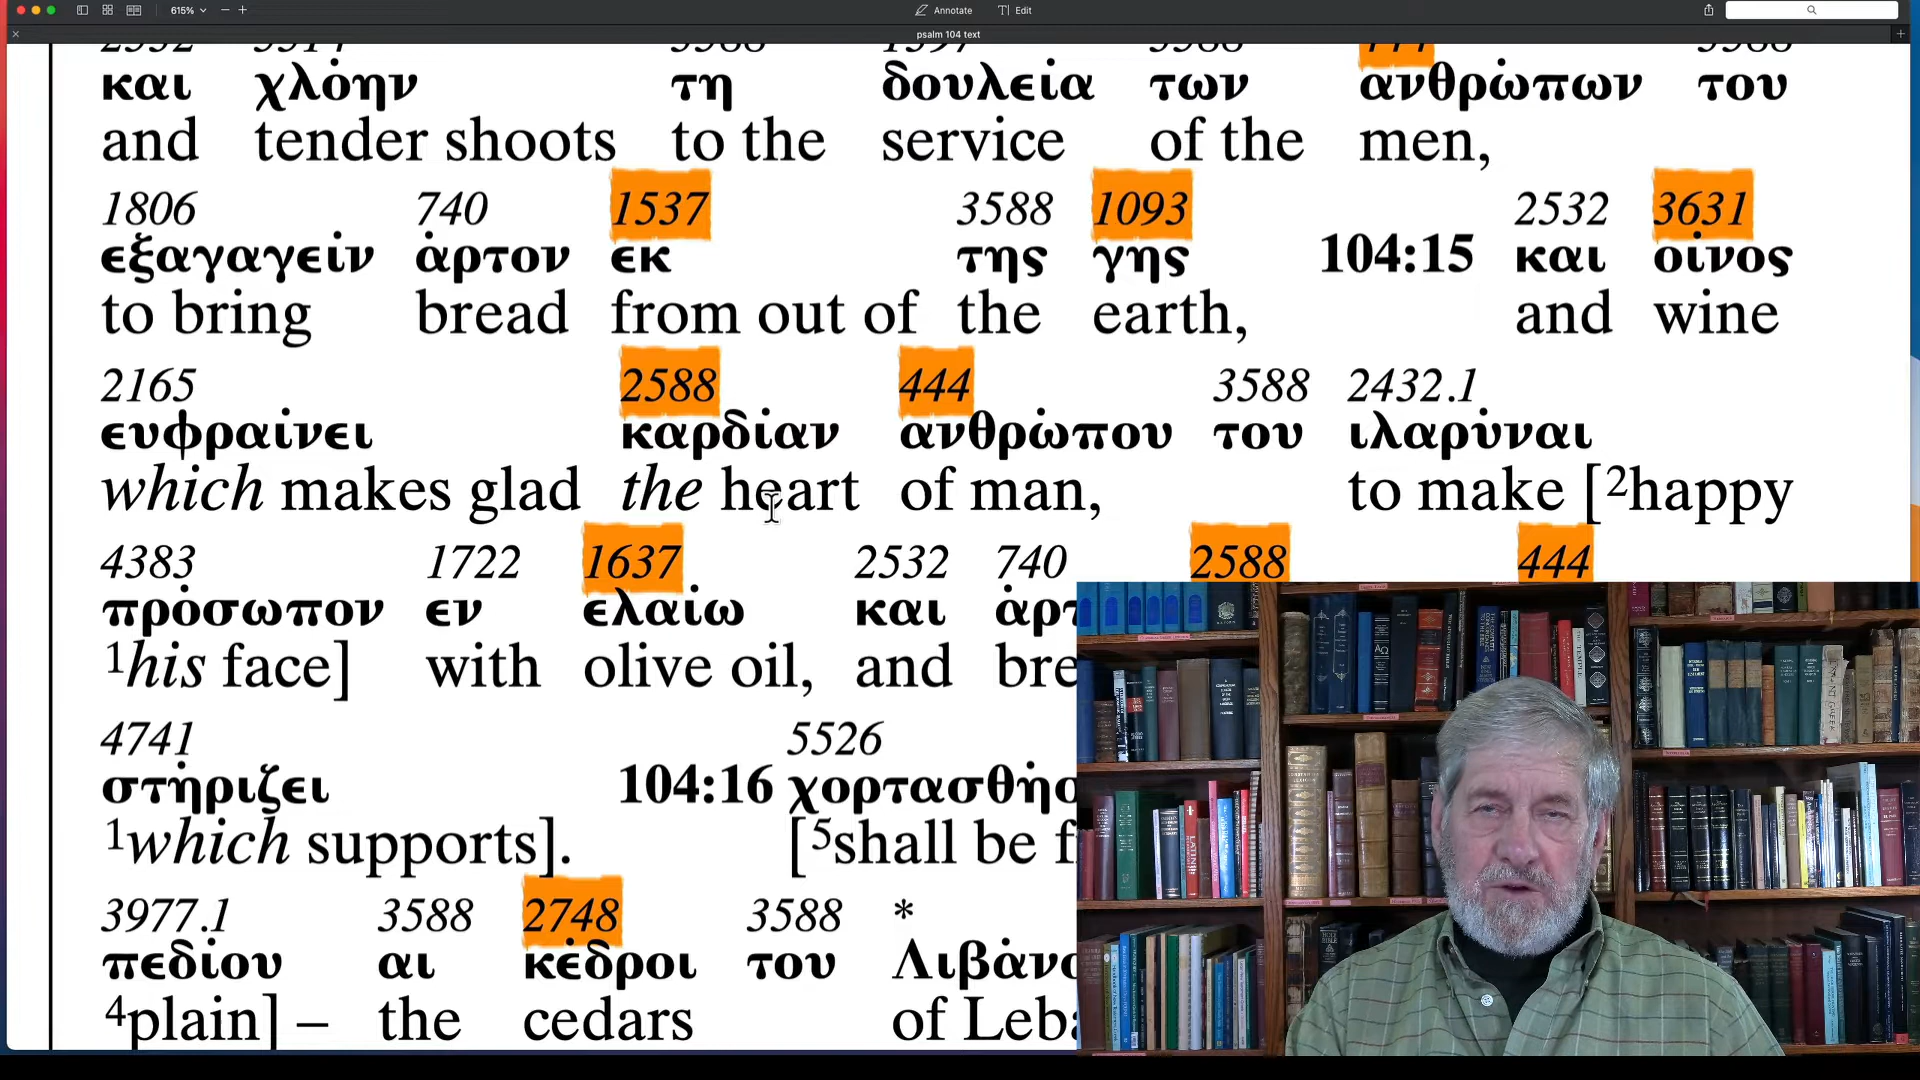 615%
Annotate
Edit
psalm 104 text
και χλόην τη δουλεία των ανθρώπων του
and tender shoots to the service of the men,
1806 740 1537 3588 1093 2532 3631
εξαγαγείν άρτον εκ της γης 104:15 και οίνος
to bring bread from out of the earth, and wine
2165 2588 444 3588 2432.1
ευφραίνει καρδίαν ανθρώπου του ιλαρύναι
which makes glad the heart of man, to make [²happy
4383 1722 1637 2532 740 2588 444
πρόσωπον εν ελαίω και
¹his face] with olive oil, and
4741 5526
στηρίζει 104:16
¹which supports]. [⁵shall be
3977.1 3588 2748 3588 *
πεδίου αι κέδροι του
⁴plain] – the cedars of